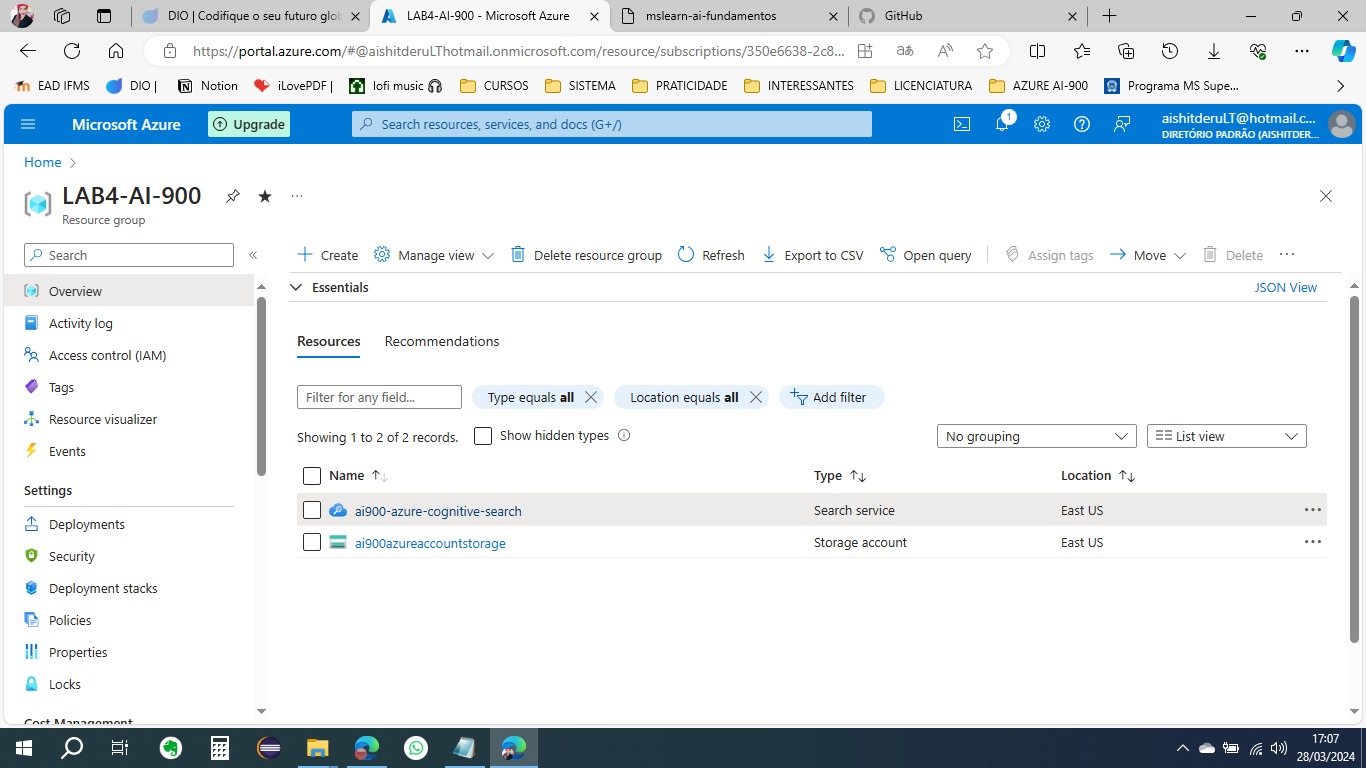 DIO | Codifique o seu futuro glob
LAB4-AI-900 - Microsoft Azure
mslearn-ai-fundamentos
GitHub
https://portal.azure.com/#@aishitderuLThotmail.onmicrosoft.com/resource/subscriptions/350e6638-2c8...
EAD IFMS
DIO |
Notion
iLovePDF |
lofi music
CURSOS
SISTEMA
PRATICIDADE
INTERESSANTES
LICENCIATURA
AZURE AI-900
Programa MS Supe...
Microsoft Azure
Upgrade
Search resources, services, and docs (G+/)
1
aishitderuLT@hotmail.c...
DIRETÓRIO PADRÃO (AISHITDER...
Home
LAB4-AI-900
Resource group
Search
Create
Manage view
Delete resource group
Refresh
Export to CSV
Open query
Assign tags
Move
Delete
Overview
Activity log
Access control (IAM)
Tags
Resource visualizer
Events
Settings
Deployments
Security
Deployment stacks
Policies
Properties
Locks
Cost Management
Essentials
JSON View
Resources
Recommendations
Filter for any field...
Type equals all
Location equals all
Add filter
Showing 1 to 2 of 2 records.
Show hidden types
No grouping
List view
Name
Type
Location
ai900-azure-cognitive-search
Search service
East US
ai900azureaccountstorage
Storage account
East US
17:07
28/03/2024